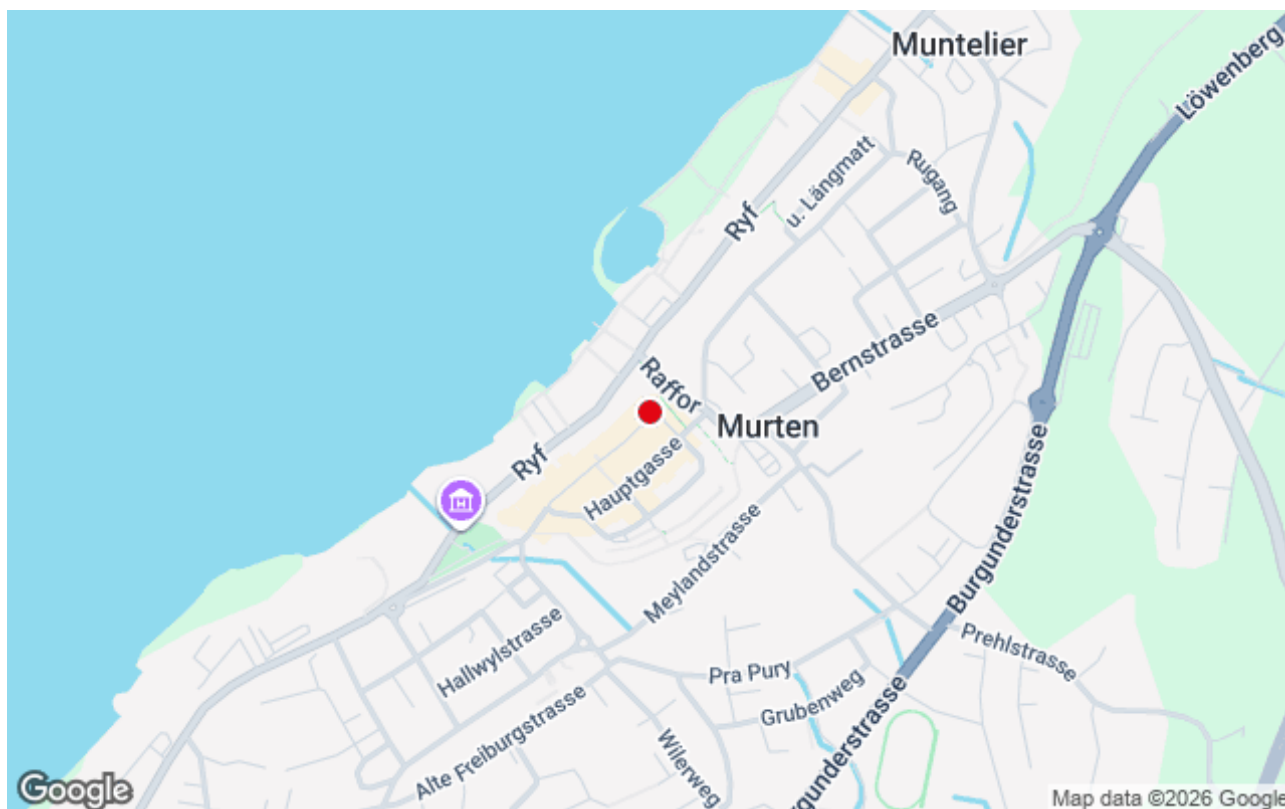 Muntelier
Löwenberg
Rugang
u. Längmatt
Ryf
Bernstrasse
Raffor
Murten
Ryf
Hauptgasse
Meylandstrasse
Burgunderstrasse
Prehlstrasse
Hallwylstrasse
Pra Pury
Grubenweg
Alte Freiburgstrasse
Wilerweg
Burgunderstrasse
Google
Map data ©2026 Google